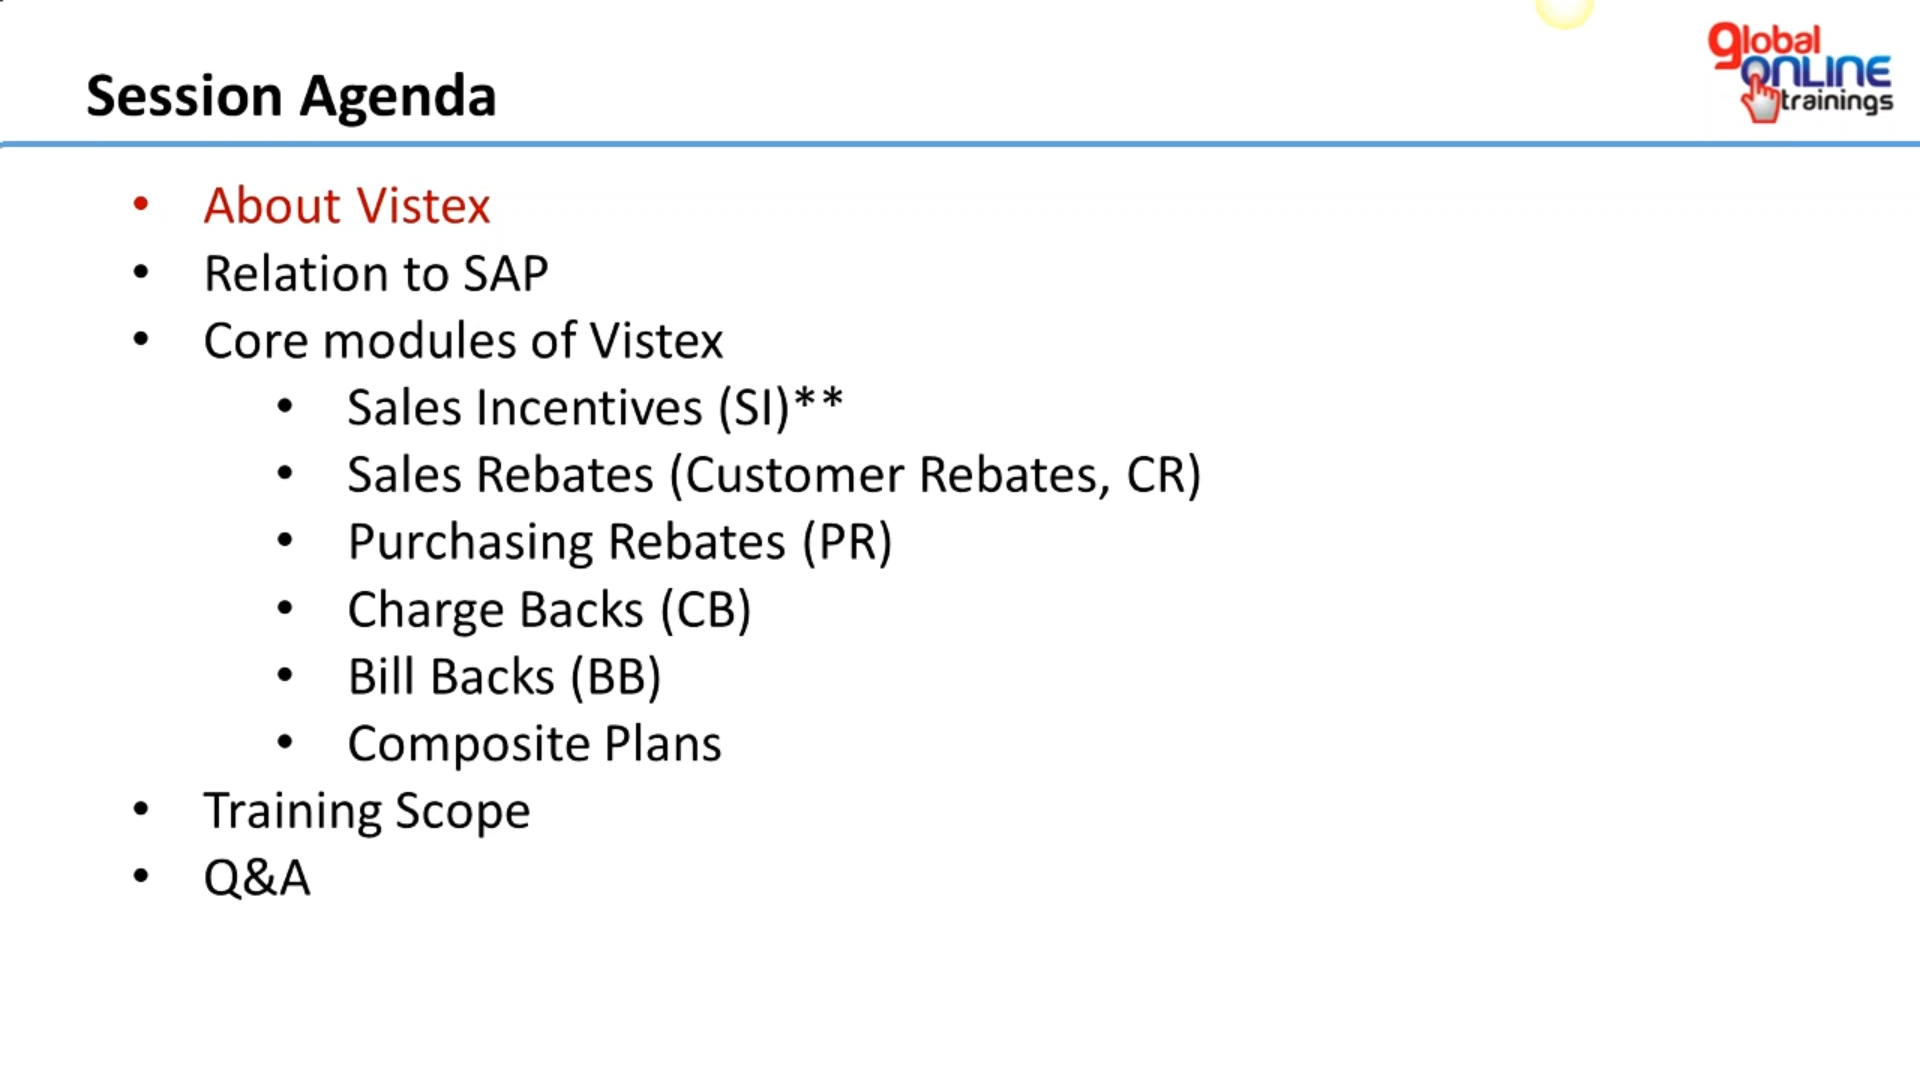 Session Agenda
global
ONLINE
trainings
• About Vistex
• Relation to SAP
• Core modules of Vistex
• Sales Incentives (SI)**
• Sales Rebates (Customer Rebates, CR)
• Purchasing Rebates (PR)
• Charge Backs (CB)
• Bill Backs (BB)
• Composite Plans
• Training Scope
• Q&A